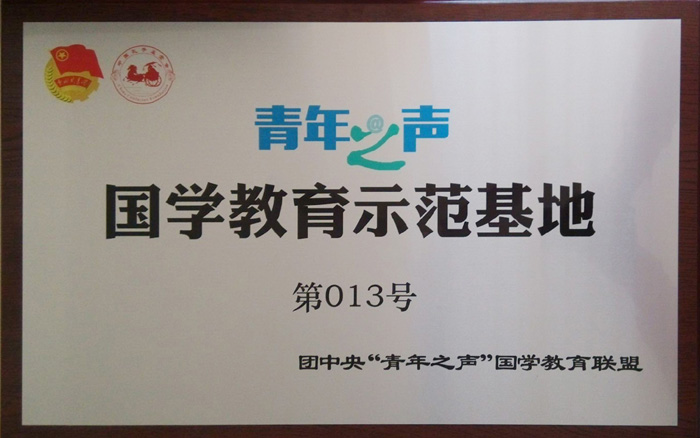 青年之声
国学教育示范基地
第013号
团中央“青年之声”国学教育联盟